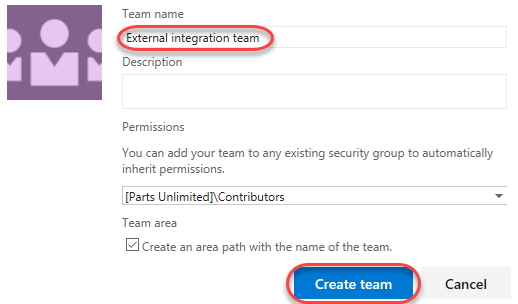 Team name
External integration team
Description
Permissions
You can add your team to any existing security group to automatically
inherit permissions.
[Parts Unlimited]\Contributors
Team area
Create an area path with the name of the team.
Create team Cancel